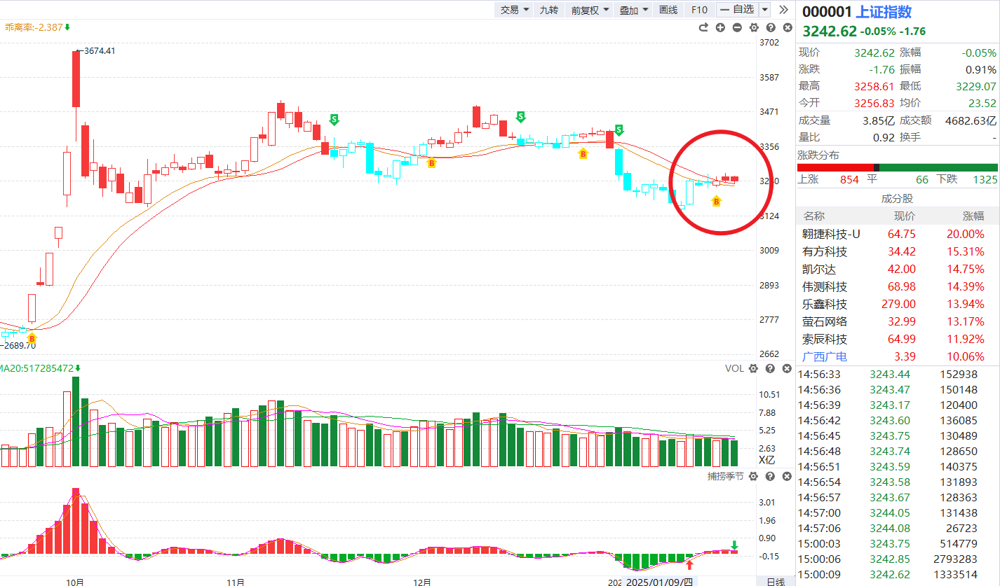 交易 九转 前复权 叠加 画线 F10 一 自选
乖离率:-2.387
3674.41
2689.70
S
S
S
B
B
B
B
3702
3587
3471
3356
3240
3124
3009
2893
2777
2662
MA20:517285472
VOL
10.51
7.88
5.25
2.63
X亿
捕捞季节
3.01
1.96
0.90
-0.15
10月 11月 12月 202 2025/01/09/四 日线
000001 上证指数
3242.62 -0.05% -1.76
现价 3242.62 涨幅 -0.05%
涨跌 -1.76 振幅 0.91%
最高 3258.61 最低 3229.07
今开 3256.83 均价 23.52
成交量 3.85亿 成交额 4682.63亿
量比 0.92 换手 -
涨跌分布
上涨 854 平 66 下跌 1325
成分股
名称 现价 涨幅
翱捷科技-U 64.75 20.00%
有方科技 34.42 15.31%
凯尔达 42.00 14.75%
伟测科技 68.98 14.39%
乐鑫科技 279.00 13.94%
萤石网络 32.99 13.17%
索辰科技 64.99 11.92%
广西广电 3.39 10.06%
14:56:33 3243.44 152938
14:56:36 3243.47 150148
14:56:39 3243.17 120400
14:56:42 3243.60 136085
14:56:45 3243.75 130489
14:56:48 3243.74 128650
14:56:51 3243.59 140375
14:56:54 3243.58 131893
14:56:57 3243.67 128363
14:57:00 3244.05 131438
14:57:06 3244.08 26723
15:00:03 3243.75 514779
15:00:06 3242.85 2793283
15:00:09 3242.62 1333514